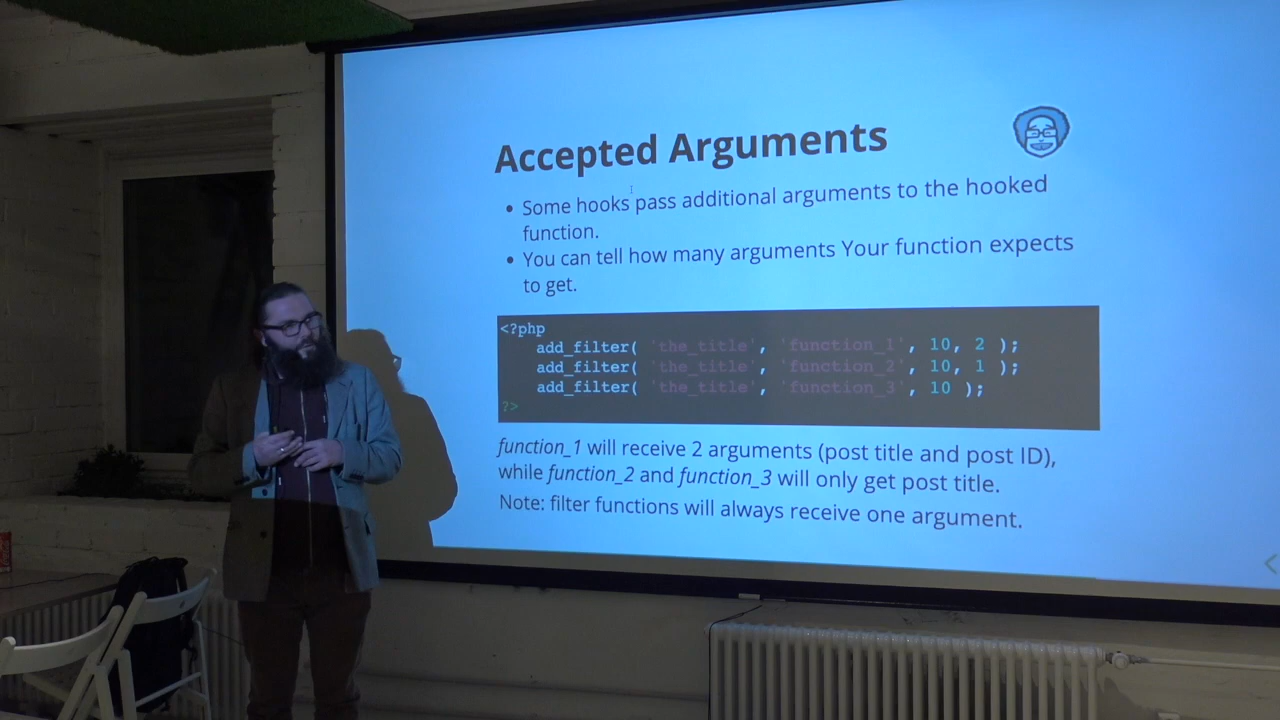 Accepted Arguments
• Some hooks pass additional arguments to the hooked
function.
• You can tell how many arguments Your function expects
to get.
<?php
add_filter( 'the_title', 'function_1', 10, 2 );
add_filter( 'the_title', 'function_2', 10, 1 );
add_filter( 'the_title', 'function_3', 10 );
?>
function_1 will receive 2 arguments (post title and post ID),
while function_2 and function_3 will only get post title.
Note: filter functions will always receive one argument.